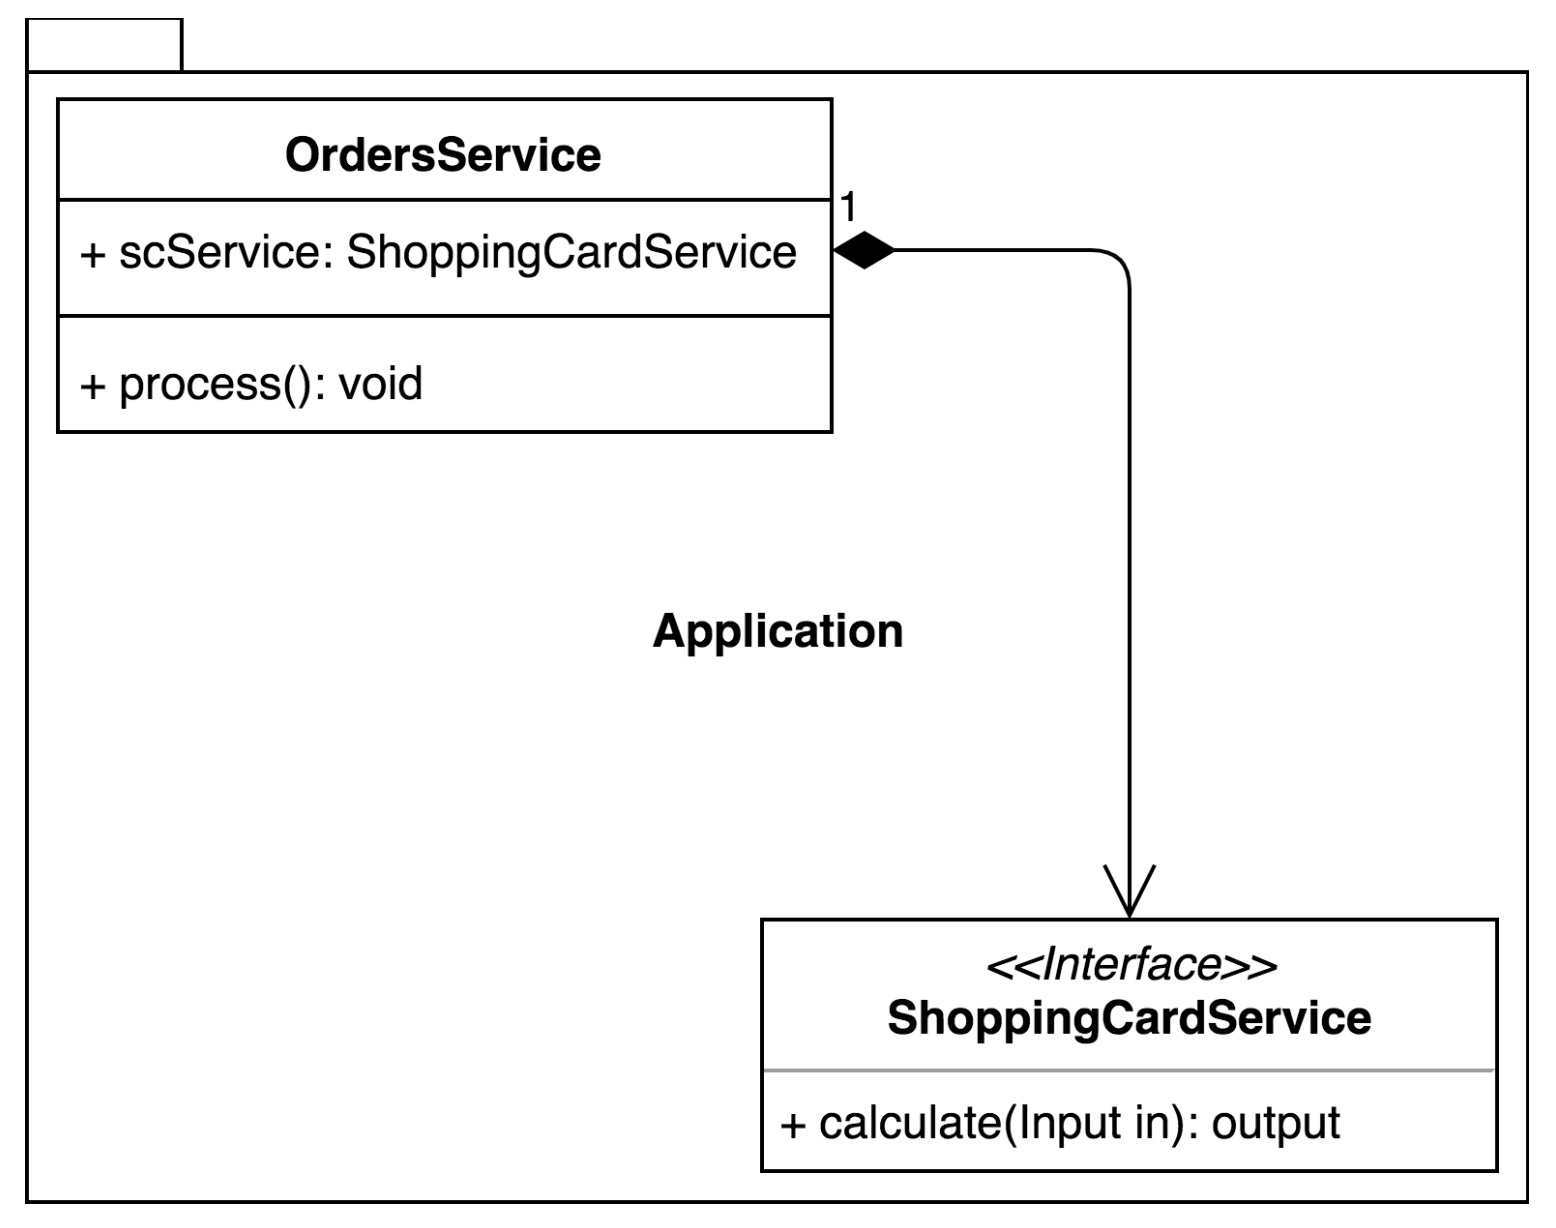 OrdersService
1
+ scService: ShoppingCardService
+ process(): void
Application
<<Interface>>
ShoppingCardService
+ calculate(Input in): output